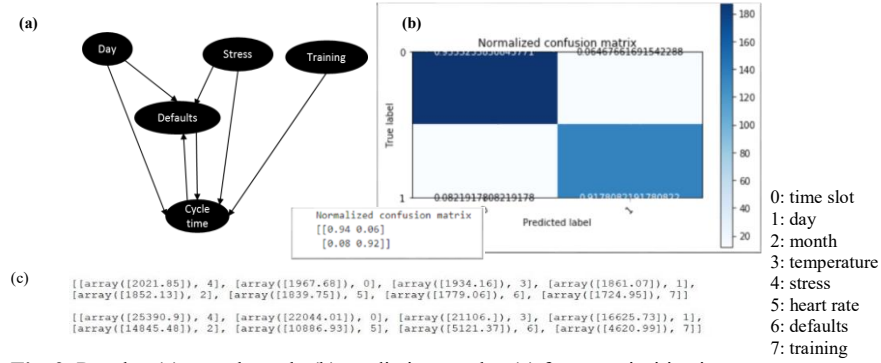 (a)
Day
Stress
Training
Defaults
Cycle
time
(b)
Normalized confusion matrix
0
0.06467661691542288
True label
1
0.0821917808219178
0.9178082191780822
1
Predicted label
180
160
140
120
100
80
60
40
20
Normalized confusion matrix
[[0.94 0.06]
[0.08 0.92]]
0: time slot
1: day
2: month
3: temperature
4: stress
5: heart rate
6: defaults
7: training
(c)
[[array([2021.85]), 4], [array([1967.68]), 0], [array([1934.16]), 3], [array([1861.07]), 1],
[array([1852.13]), 2], [array([1839.75]), 5], [array([1779.06]), 6], [array([1724.95]), 7]]
[[array([25390.9]), 4], [array([22044.01]), 0], [array([21106.]), 3], [array([16625.73]), 1],
[array([14845.48]), 2], [array([10886.93]), 5], [array([5121.37]), 6], [array([4620.99]), 7]]